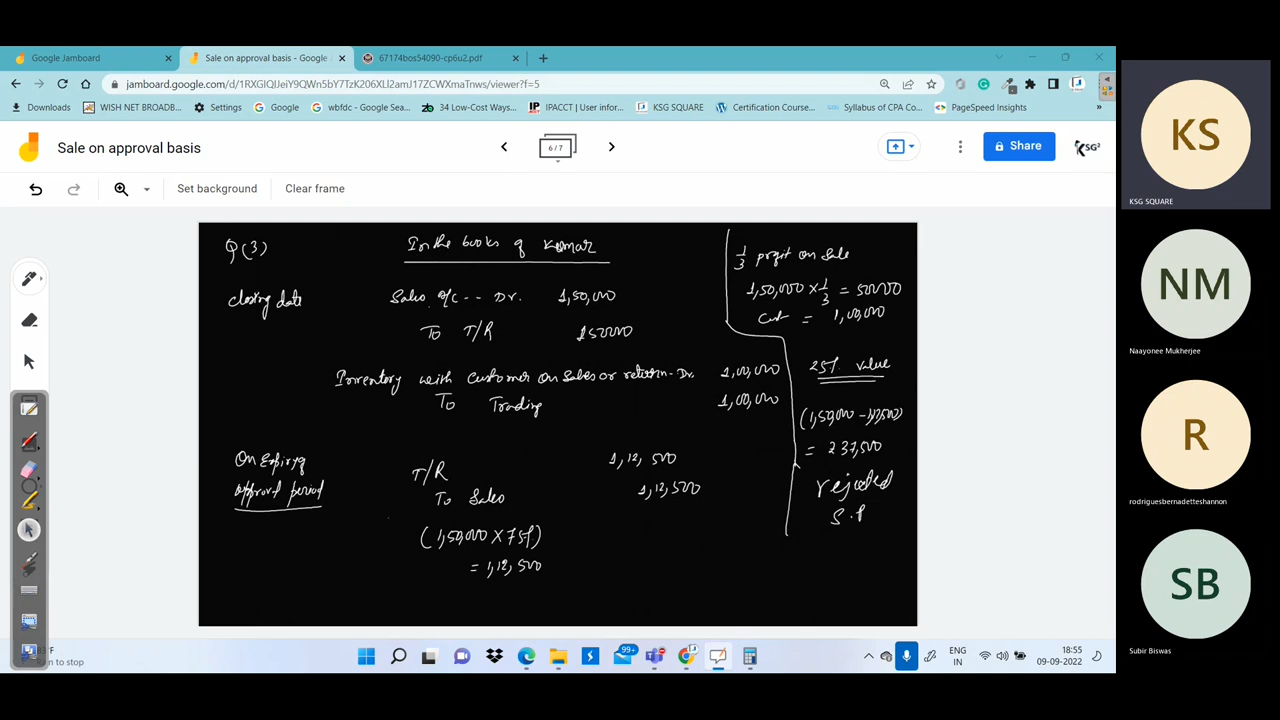 Google Jamboard
Sale on approval basis - Google
67174bos54090-cp6u2.pdf
jamboard.google.com/d/1RXGlQlJeiY9QWn5bY7TzK206XLl2amJ17ZCWXmaTnws/viewer?f=5
Downloads
WISH NET BROADB...
Settings
Google
wbfdc - Google Sea...
34 Low-Cost Ways...
IPACCT | User infor...
KSG SQUARE
Certification Course...
Syllabus of CPA Co...
PageSpeed Insights
Sale on approval basis
6 / 7
Share
KSG²
Set background
Clear frame
Q(3)
In the books of Kumar
closing date
Sales A/C -- Dr. 1,50,000
To T/R 150000
Inventory with customer on sales or return - Dr. 1,00,000
To Trading 1,00,000
On Expiry of
approval period
T/R 1,12,500
To Sales 1,12,500
(1,50,000 × 75%)
= 1,12,500
1/3 profit on Sale
1,50,000 × 1/3 = 50000
Cost = 1,00,000
25% value
(1,50,000 - 1,12,500)
= 237,500
rejected
S.P
KS
KSG SQUARE
NM
Naayonee Mukherjee
R
rodriguesbernadetteshannon
SB
Subir Biswas
99+
ENG
IN
18:55
09-09-2022